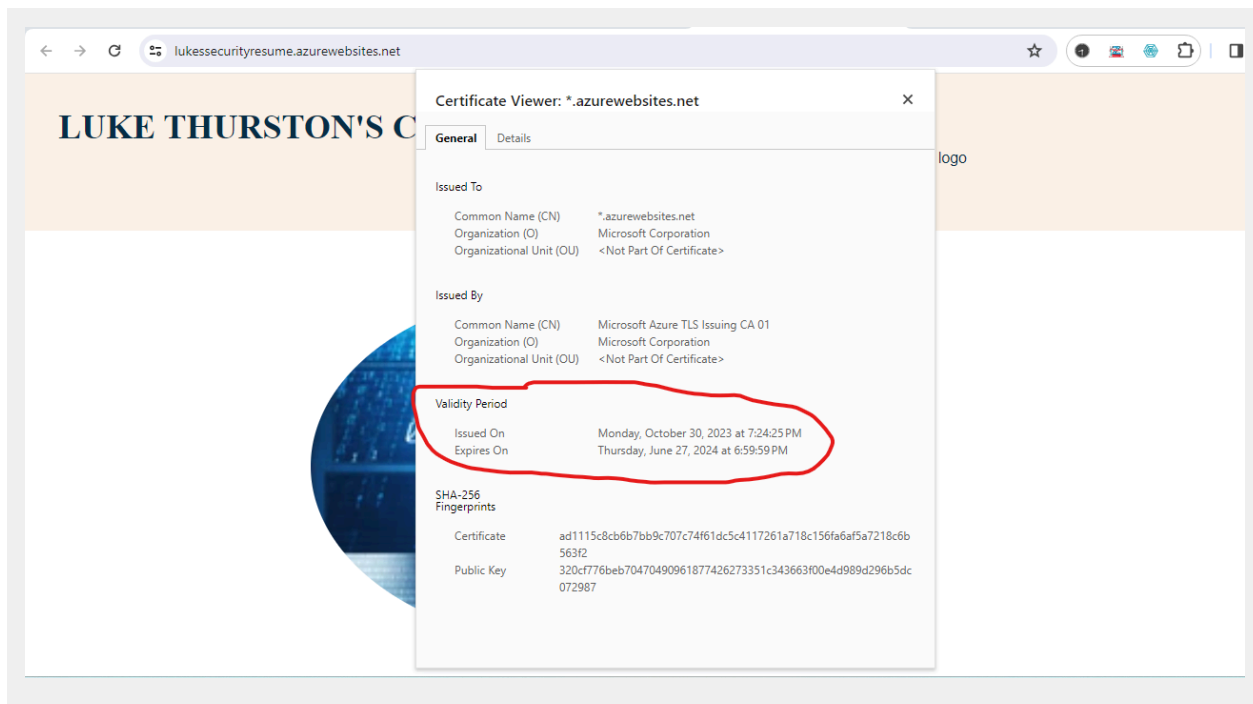 lukessecurityresume.azurewebsites.net
LUKE THURSTON'S C
logo
Certificate Viewer: *.azurewebsites.net
General Details
Issued To
Common Name (CN) *.azurewebsites.net
Organization (O) Microsoft Corporation
Organizational Unit (OU) <Not Part Of Certificate>
Issued By
Common Name (CN) Microsoft Azure TLS Issuing CA 01
Organization (O) Microsoft Corporation
Organizational Unit (OU) <Not Part Of Certificate>
Validity Period
Issued On Monday, October 30, 2023 at 7:24:25 PM
Expires On Thursday, June 27, 2024 at 6:59:59 PM
SHA-256
Fingerprints
Certificate ad1115c8cb6b7bb9c707c74f61dc5c4117261a718c156fa6af5a7218c6b
563f2
Public Key 320cf776beb70470490961877426273351c343663f00e4d989d296b5dc
072987